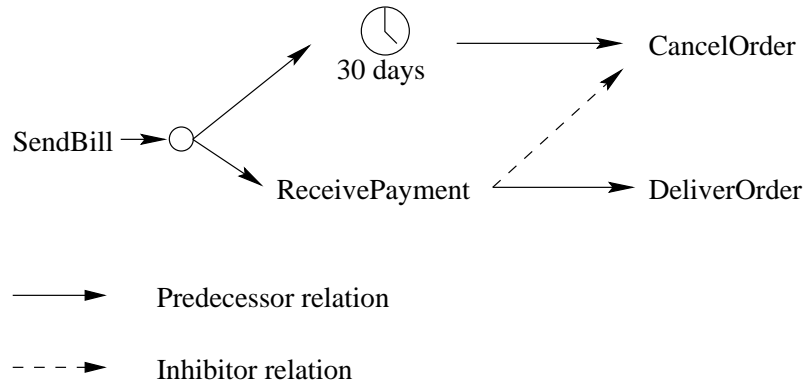 30 days
CancelOrder
SendBill
ReceivePayment
DeliverOrder
Predecessor relation
Inhibitor relation